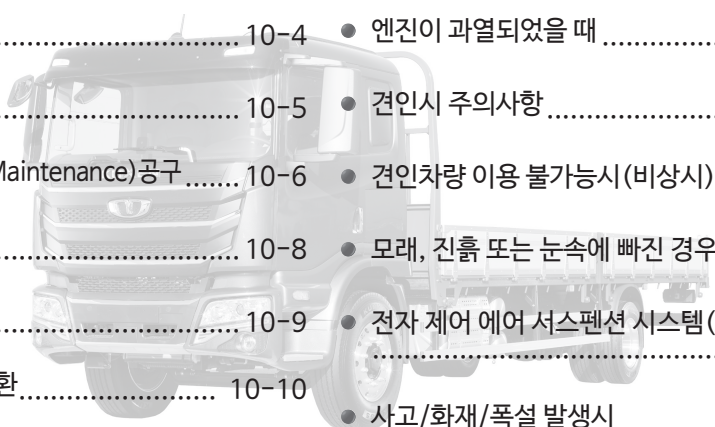 10-4
10-5
Maintenance)공구 10-6
10-8
10-9
환 10-10
엔진이 과열되었을 때
견인시 주의사항
견인차량 이용 불가능시(비상시)
모래, 진흙 또는 눈속에 빠진 경우
전자 제어 에어 서스펜션 시스템(
사고/화재/폭설 발생시